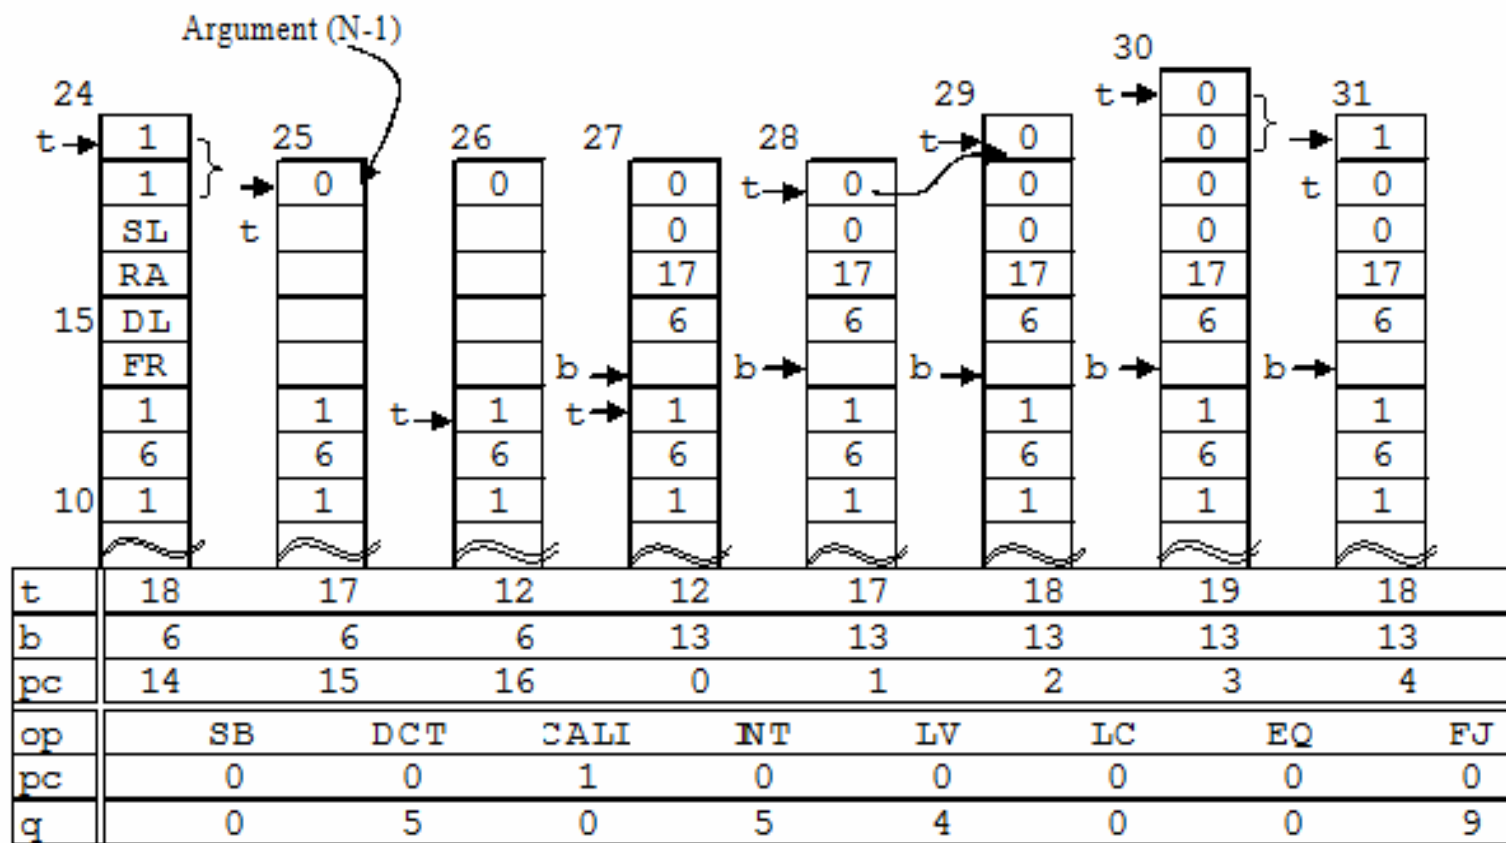 Argument (N-1)
30
24 29 t 0 31
t 1 25 26 27 28 t 0 0 1
1 0 0 0 t 0 0 0 t 0
SL t 0 0 0 0 0
RA 17 17 17 17 17
15 DL 6 6 6 6 6
FR b b b b b
1 1 t 1 t 1 1 1 1 1
6 6 6 6 6 6 6 6
10 1 1 1 1 1 1 1 1
t 18 17 12 12 17 18 19 18
b 6 6 6 13 13 13 13 13
pc 14 15 16 0 1 2 3 4
op SB DCT CALI INT LV LC EQ FJ
pc 0 0 1 0 0 0 0 0
q 0 5 0 5 4 0 0 9